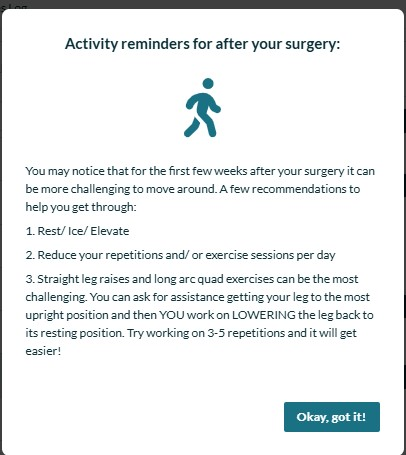 Activity reminders for after your surgery:
You may notice that for the first few weeks after your surgery it can
be more challenging to move around. A few recommendations to
help you get through:
1. Rest/ Ice/ Elevate
2. Reduce your repetitions and/ or exercise sessions per day
3. Straight leg raises and long arc quad exercises can be the most
challenging. You can ask for assistance getting your leg to the most
upright position and then YOU work on LOWERING the leg back to
its resting position. Try working on 3-5 repetitions and it will get
easier!
Okay, got it!